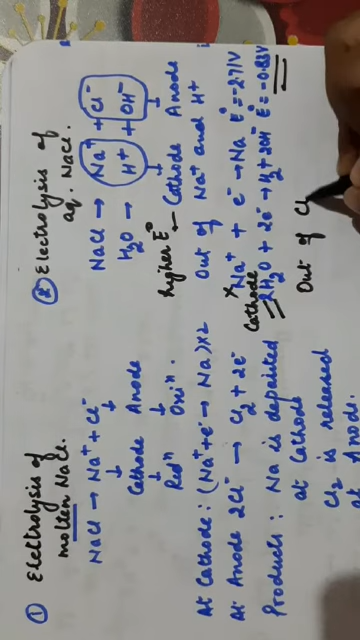 ① Electrolysis of
molten NaCl.
NaCl → Na⁺ + Cl⁻
↓ ↓
Cathode Anode
↓ ↓
Redⁿ Oxiⁿ.
At Cathode : (Na⁺ + e⁻ → Na) × 2
At Anode 2Cl⁻ → Cl₂ + 2e⁻
Products : Na is deposited
at Cathode
Cl₂ is released
at Anode.
② Electrolysis of
aq. NaCl.
NaCl → Na⁺ + Cl⁻
H₂O → H⁺ + OH⁻
↓ ↓
higher E° ← Cathode Anode
Out of Na⁺ and H⁺
Cathode
× Na⁺ + e⁻ → Na E° = -2.71V
2H₂O + 2e⁻ → H₂ + 2OH⁻ E° = -0.83V
Out of Cl